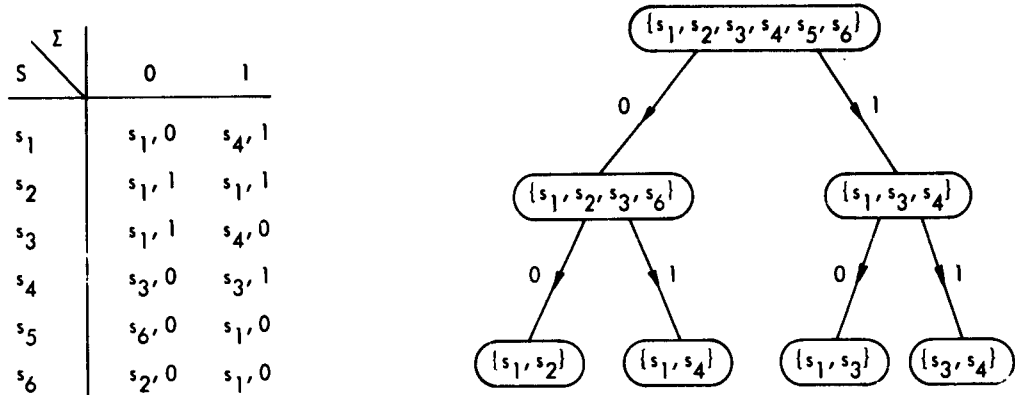 Σ
S 0 1
s1 s1, 0 s4, 1
s2 s1, 1 s1, 1
s3 s1, 1 s4, 0
s4 s3, 0 s3, 1
s5 s6, 0 s1, 0
s6 s2, 0 s1, 0
{s1, s2, s3, s4, s5, s6}
0 1
{s1, s2, s3, s6} {s1, s3, s4}
0 1 0 1
{s1, s2} {s1, s4} {s1, s3} {s3, s4}